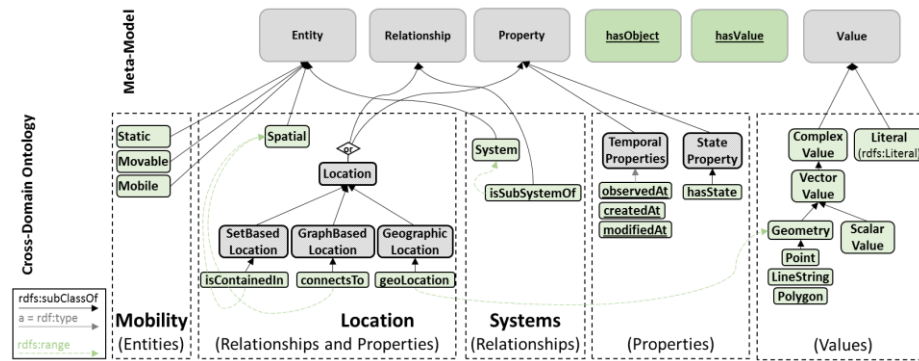 Meta-Model
Entity
Relationship
Property
hasObject
hasValue
Value
Cross-Domain Ontology
Static
Movable
Mobile
Spatial
or
Location
SetBased
Location
GraphBased
Location
Geographic
Location
isContainedIn
connectsTo
geoLocation
System
isSubSystemOf
Temporal
Properties
observedAt
createdAt
modifiedAt
State
Property
hasState
Complex
Value
Literal
(rdfs:Literal)
Vector
Value
Geometry
Scalar
Value
Point
LineString
Polygon
rdfs:subClassOf
a = rdf:type
rdfs:range
Mobility
(Entities)
Location
(Relationships and Properties)
Systems
(Relationships)
(Properties)
(Values)